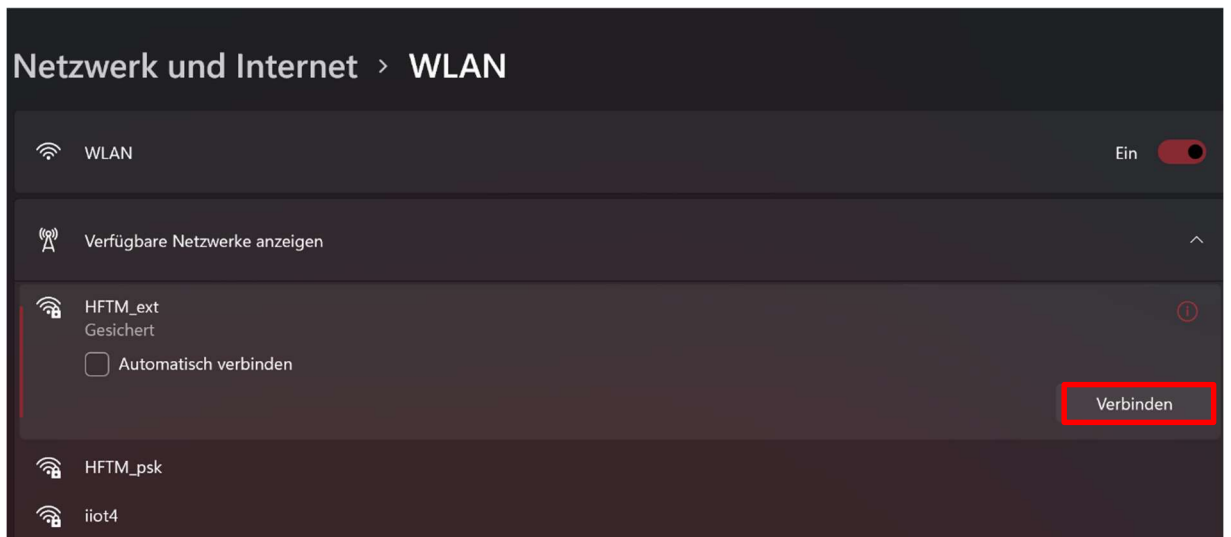 Netzwerk und Internet > WLAN
WLAN
Ein
Verfügbare Netzwerke anzeigen
HFTM_ext
Gesichert
Automatisch verbinden
Verbinden
HFTM_psk
iiot4